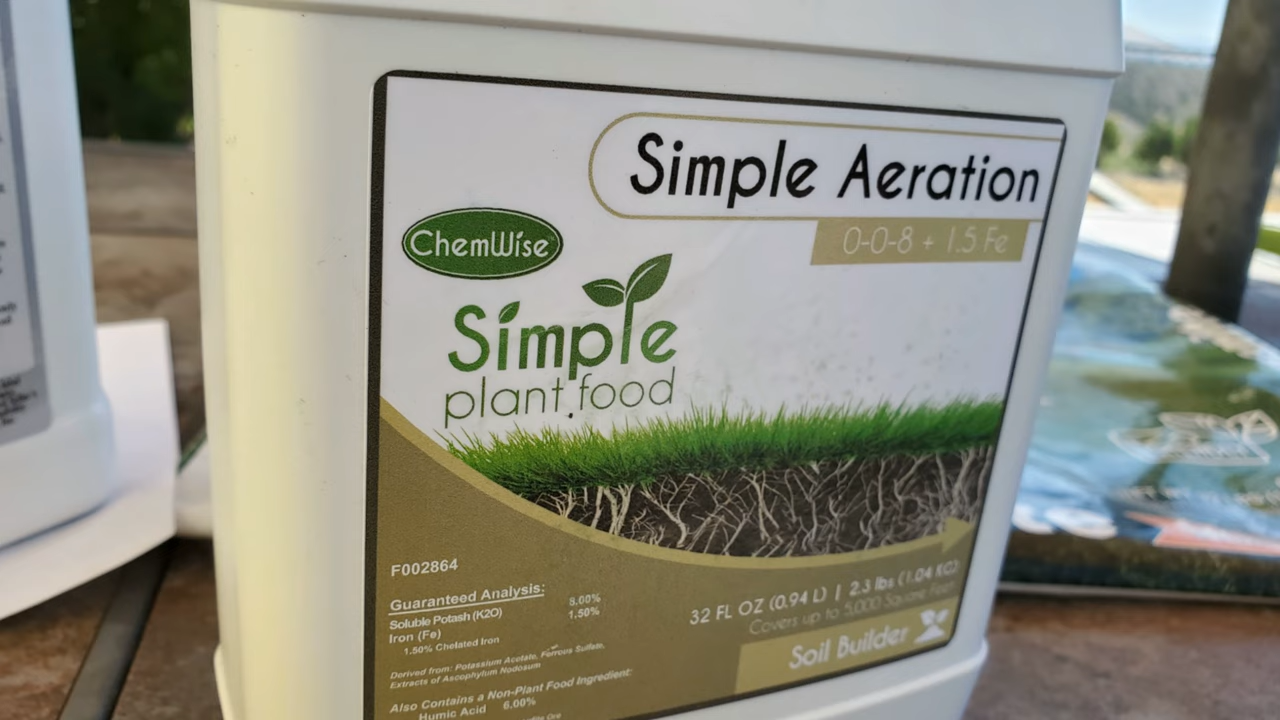 Simple Aeration
0-0-8 + 1.5 Fe
ChemWise
Simple
plant food
F002864
Guaranteed Analysis:
Soluble Potash (K2O) 8.00%
Iron (Fe) 1.50%
1.50% Chelated Iron
Derived from: Potassium Acetate, Ferrous Sulfate,
Extracts of Ascophylum Nodosum
Also Contains a Non-Plant Food Ingredient:
Humic Acid 6.00%
32 FL OZ (0.94 L) | 2.3 lbs (1.04 KG)
Covers up to 5,000 Square Feet
Soil Builder